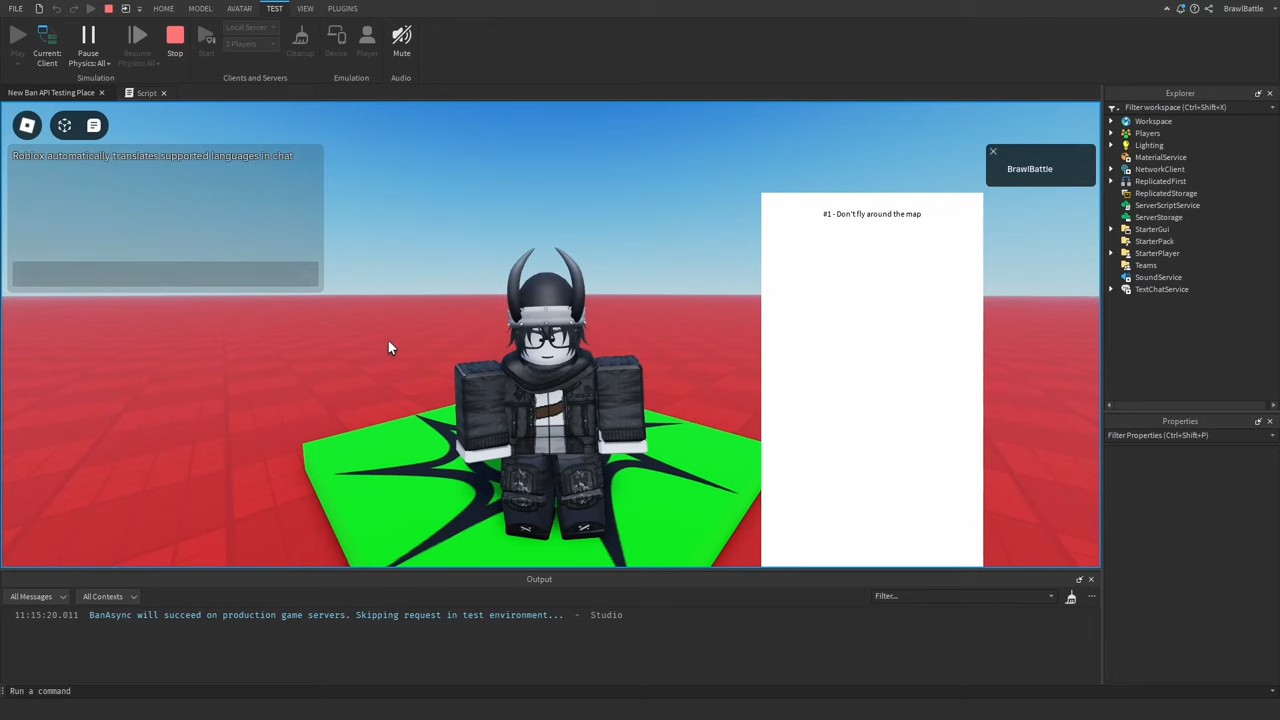 FILE
HOME
MODEL
AVATAR
TEST
VIEW
PLUGINS
BrawlBattle
Play
Current:
Client
Pause
Physics: All
Resume
Physics: All
Stop
Simulation
Start
Local Server
2 Players
Cleanup
Clients and Servers
Device
Player
Emulation
Mute
Audio
New Ban API Testing Place
Script
Roblox automatically translates supported languages in chat
BrawlBattle
#1 - Don't fly around the map
Explorer
Filter workspace (Ctrl+Shift+X)
Workspace
Players
Lighting
MaterialService
NetworkClient
ReplicatedFirst
ReplicatedStorage
ServerScriptService
ServerStorage
StarterGui
StarterPack
StarterPlayer
Teams
SoundService
TextChatService
Properties
Filter Properties (Ctrl+Shift+P)
Output
All Messages
All Contexts
Filter...
11:15:20.011 BanAsync will succeed on production game servers. Skipping request in test environment... - Studio
Run a command